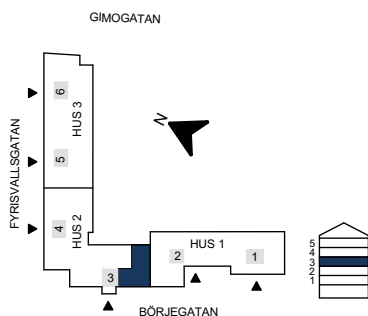 GIMOGATAN
N
FYRISVALLSGATAN
6
HUS 3
5
4
HUS 2
3
HUS 1
2
1
BÖRJEGATAN
5
4
3
2
1